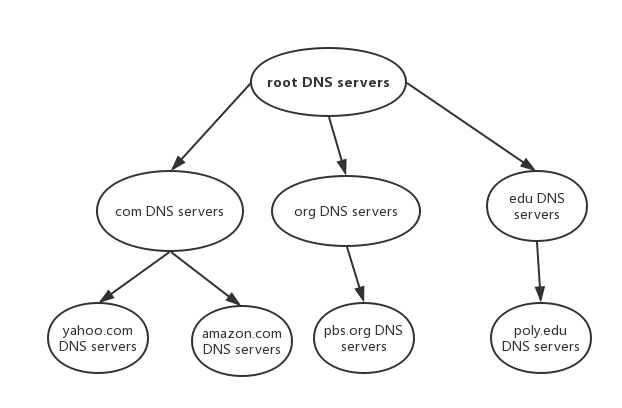 root DNS servers
com DNS servers
org DNS servers
edu DNS
servers
yahoo.com
DNS servers
amazon.com
DNS servers
pbs.org DNS
servers
poly.edu
DNS servers